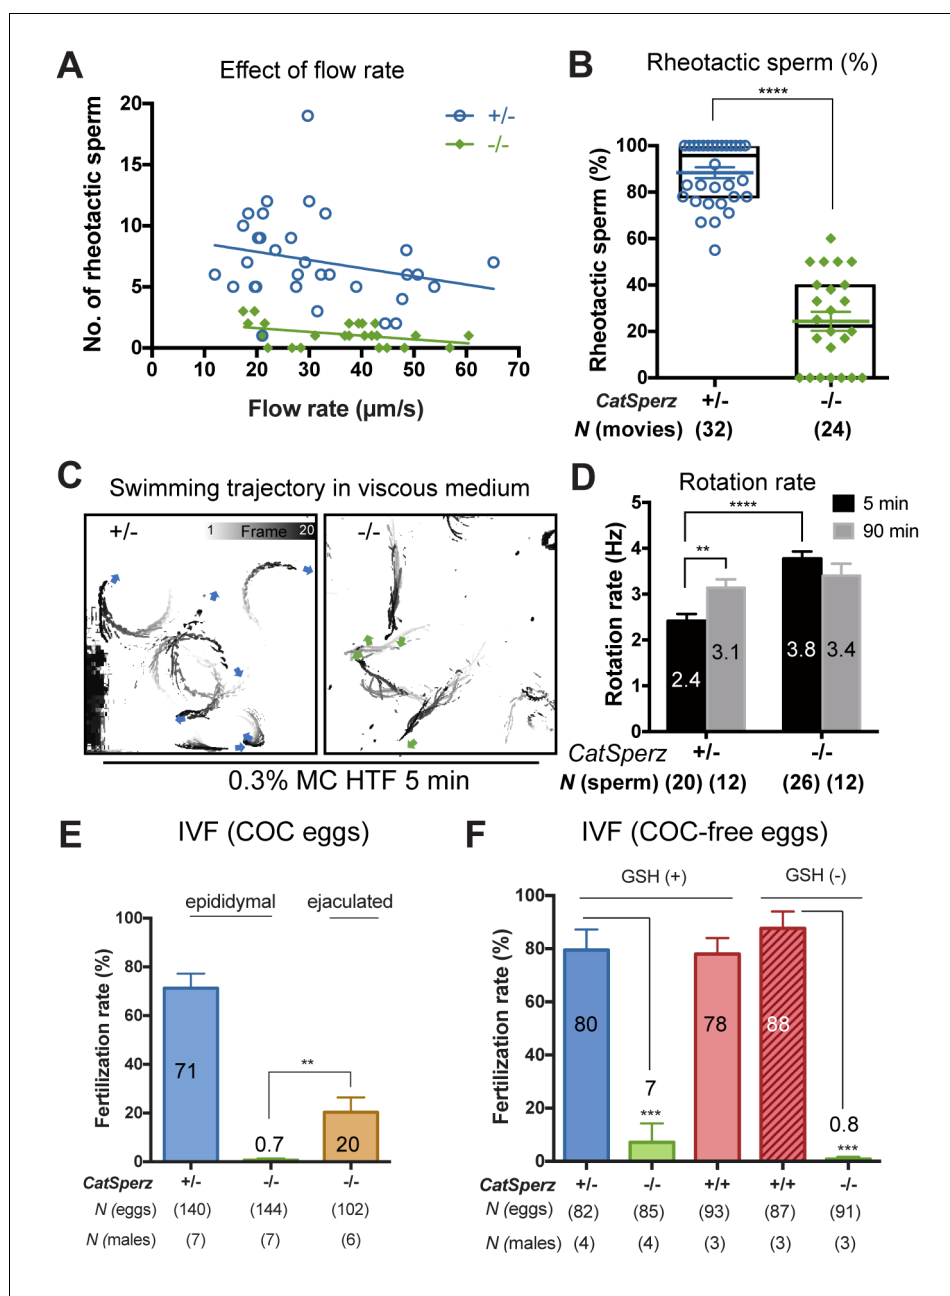 A
Effect of flow rate
No. of rheotactic sperm
20
15
10
5
0
0 10 20 30 40 50 60 70
Flow rate (µm/s)
+/-
-/-
B
Rheotactic sperm (%)
****
Rheotactic sperm (%)
100
80
60
40
20
0
CatSperz +/- -/-
N (movies) (32) (24)
C
Swimming trajectory in viscous medium
+/-
1 Frame 20
-/-
0.3% MC HTF 5 min
D
Rotation rate
5 min
90 min
****
**
Rotation rate (Hz)
5
4
3
2
1
0
2.4
3.1
3.8
3.4
CatSperz +/- -/-
N (sperm) (20) (12) (26) (12)
E
IVF (COC eggs)
epididymal ejaculated
Fertilization rate (%)
100
80
60
40
20
0
71
0.7
**
20
CatSperz +/- -/- -/-
N (eggs) (140) (144) (102)
N (males) (7) (7) (6)
F
IVF (COC-free eggs)
GSH (+) GSH (-)
Fertilization rate (%)
100
80
60
40
20
0
80
7
***
78
88
0.8
***
CatSperz +/- -/- +/+ +/+ -/-
N (eggs) (82) (85) (93) (87) (91)
N (males) (4) (4) (3) (3) (3)